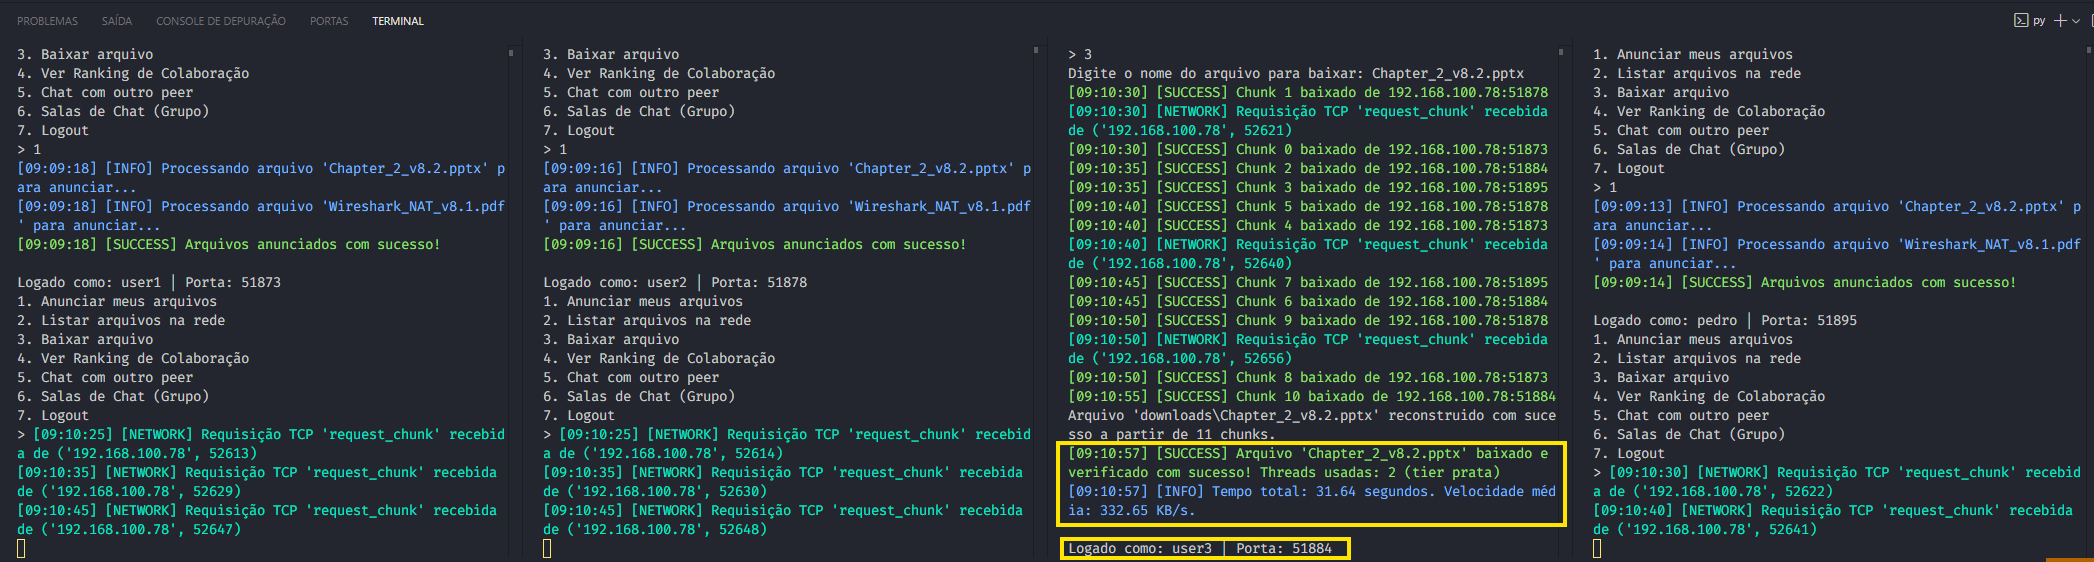 PROBLEMAS SAÍDA CONSOLE DE DEPURAÇÃO PORTAS TERMINAL
py
3. Baixar arquivo
4. Ver Ranking de Colaboração
5. Chat com outro peer
6. Salas de Chat (Grupo)
7. Logout
> 1
[09:09:18] [INFO] Processando arquivo 'Chapter_2_v8.2.pptx' p
ara anunciar...
[09:09:18] [INFO] Processando arquivo 'Wireshark_NAT_v8.1.pdf
' para anunciar...
[09:09:18] [SUCCESS] Arquivos anunciados com sucesso!
Logado como: user1 | Porta: 51873
1. Anunciar meus arquivos
2. Listar arquivos na rede
3. Baixar arquivo
4. Ver Ranking de Colaboração
5. Chat com outro peer
6. Salas de Chat (Grupo)
7. Logout
> [09:10:25] [NETWORK] Requisição TCP 'request_chunk' recebid
a de ('192.168.100.78', 52613)
[09:10:35] [NETWORK] Requisição TCP 'request_chunk' recebida
de ('192.168.100.78', 52629)
[09:10:45] [NETWORK] Requisição TCP 'request_chunk' recebida
de ('192.168.100.78', 52647)
3. Baixar arquivo
4. Ver Ranking de Colaboração
5. Chat com outro peer
6. Salas de Chat (Grupo)
7. Logout
> 1
[09:09:16] [INFO] Processando arquivo 'Chapter_2_v8.2.pptx' p
ara anunciar...
[09:09:16] [INFO] Processando arquivo 'Wireshark_NAT_v8.1.pdf
' para anunciar...
[09:09:16] [SUCCESS] Arquivos anunciados com sucesso!
Logado como: user2 | Porta: 51878
1. Anunciar meus arquivos
2. Listar arquivos na rede
3. Baixar arquivo
4. Ver Ranking de Colaboração
5. Chat com outro peer
6. Salas de Chat (Grupo)
7. Logout
> [09:10:25] [NETWORK] Requisição TCP 'request_chunk' recebid
a de ('192.168.100.78', 52614)
[09:10:35] [NETWORK] Requisição TCP 'request_chunk' recebida
de ('192.168.100.78', 52630)
[09:10:45] [NETWORK] Requisição TCP 'request_chunk' recebida
de ('192.168.100.78', 52648)
> 3
Digite o nome do arquivo para baixar: Chapter_2_v8.2.pptx
[09:10:30] [SUCCESS] Chunk 1 baixado de 192.168.100.78:51878
[09:10:30] [NETWORK] Requisição TCP 'request_chunk' recebida
de ('192.168.100.78', 52621)
[09:10:30] [SUCCESS] Chunk 0 baixado de 192.168.100.78:51873
[09:10:35] [SUCCESS] Chunk 2 baixado de 192.168.100.78:51884
[09:10:35] [SUCCESS] Chunk 3 baixado de 192.168.100.78:51895
[09:10:40] [SUCCESS] Chunk 5 baixado de 192.168.100.78:51878
[09:10:40] [SUCCESS] Chunk 4 baixado de 192.168.100.78:51873
[09:10:40] [NETWORK] Requisição TCP 'request_chunk' recebida
de ('192.168.100.78', 52640)
[09:10:45] [SUCCESS] Chunk 7 baixado de 192.168.100.78:51895
[09:10:45] [SUCCESS] Chunk 6 baixado de 192.168.100.78:51884
[09:10:50] [SUCCESS] Chunk 9 baixado de 192.168.100.78:51878
[09:10:50] [NETWORK] Requisição TCP 'request_chunk' recebida
de ('192.168.100.78', 52656)
[09:10:50] [SUCCESS] Chunk 8 baixado de 192.168.100.78:51873
[09:10:55] [SUCCESS] Chunk 10 baixado de 192.168.100.78:51884
Arquivo 'downloads\Chapter_2_v8.2.pptx' reconstruido com suce
sso a partir de 11 chunks.
[09:10:57] [SUCCESS] Arquivo 'Chapter_2_v8.2.pptx' baixado e
verificado com sucesso! Threads usadas: 2 (tier prata)
[09:10:57] [INFO] Tempo total: 31.64 segundos. Velocidade méd
ia: 332.65 KB/s.
Logado como: user3 | Porta: 51884
1. Anunciar meus arquivos
2. Listar arquivos na rede
3. Baixar arquivo
4. Ver Ranking de Colaboração
5. Chat com outro peer
6. Salas de Chat (Grupo)
7. Logout
> 1
[09:09:13] [INFO] Processando arquivo 'Chapter_2_v8.2.pptx' p
ara anunciar...
[09:09:14] [INFO] Processando arquivo 'Wireshark_NAT_v8.1.pdf
' para anunciar...
[09:09:14] [SUCCESS] Arquivos anunciados com sucesso!
Logado como: pedro | Porta: 51895
1. Anunciar meus arquivos
2. Listar arquivos na rede
3. Baixar arquivo
4. Ver Ranking de Colaboração
5. Chat com outro peer
6. Salas de Chat (Grupo)
7. Logout
> [09:10:30] [NETWORK] Requisição TCP 'request_chunk' recebid
a de ('192.168.100.78', 52622)
[09:10:40] [NETWORK] Requisição TCP 'request_chunk' recebida
de ('192.168.100.78', 52641)